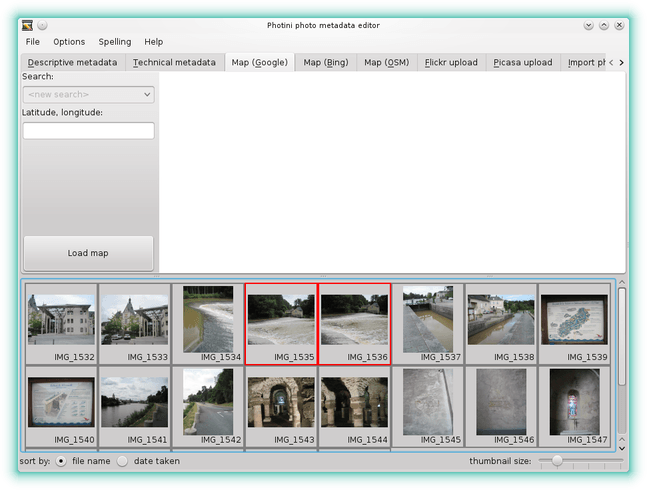 Photini photo metadata editor
File Options Spelling Help
Descriptive metadata Technical metadata Map (Google) Map (Bing) Map (OSM) Flickr upload Picasa upload Import ph
Search:
<new search>
Latitude, longitude:
Load map
IMG_1532 IMG_1533 IMG_1534 IMG_1535 IMG_1536 IMG_1537 IMG_1538 IMG_1539
IMG_1540 IMG_1541 IMG_1542 IMG_1543 IMG_1544 IMG_1545 IMG_1546 IMG_1547
sort by: file name date taken thumbnail size: